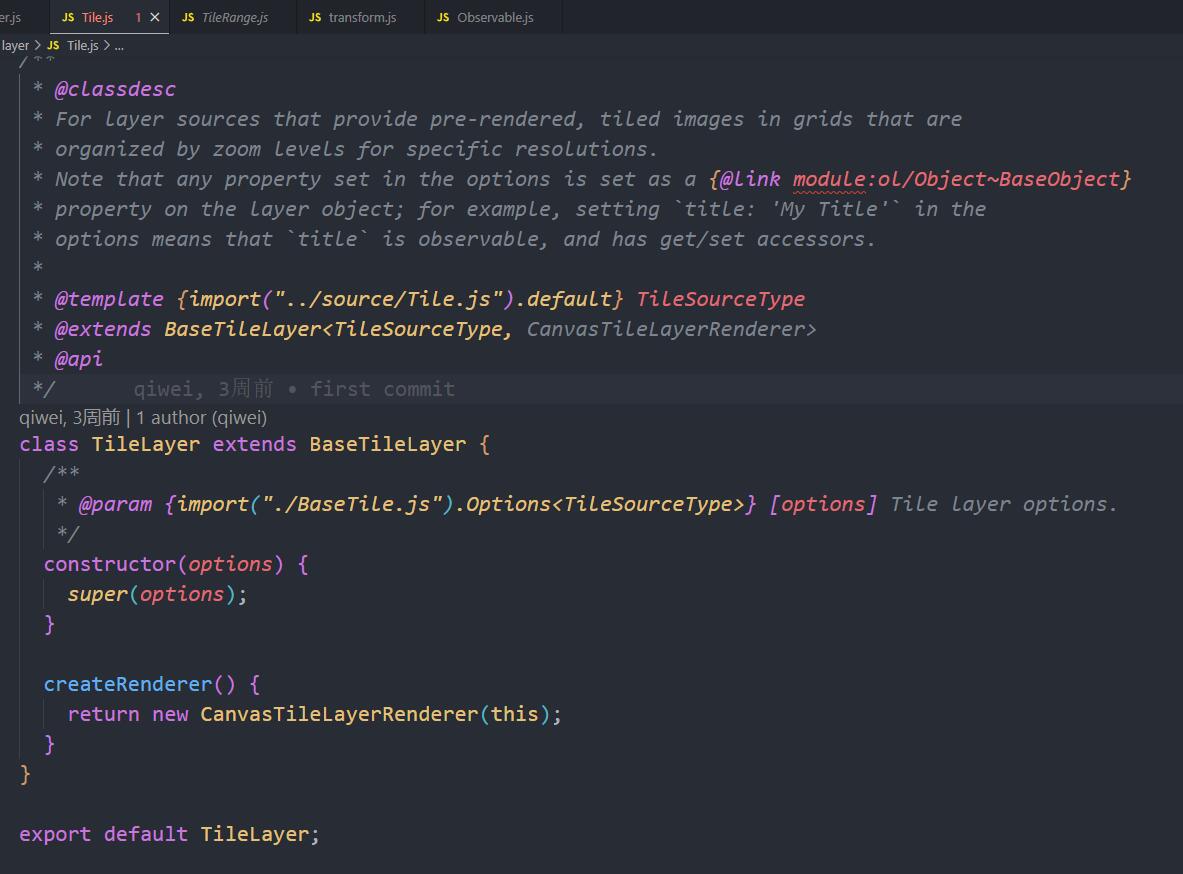 er.js JS Tile.js 1 × JS TileRange.js JS transform.js JS Observable.js
layer > JS Tile.js > ...
/**
* @classdesc
* For layer sources that provide pre-rendered, tiled images in grids that are
* organized by zoom levels for specific resolutions.
* Note that any property set in the options is set as a {@link module:ol/Object~BaseObject}
* property on the layer object; for example, setting `title: 'My Title'` in the
* options means that `title` is observable, and has get/set accessors.
*
* @template {import("../source/Tile.js").default} TileSourceType
* @extends BaseTileLayer<TileSourceType, CanvasTileLayerRenderer>
* @api
*/ qiwei, 3周前 • first commit
qiwei, 3周前 | 1 author (qiwei)
class TileLayer extends BaseTileLayer {
/**
* @param {import("./BaseTile.js").Options<TileSourceType>} [options] Tile layer options.
*/
constructor(options) {
super(options);
}
createRenderer() {
return new CanvasTileLayerRenderer(this);
}
}
export default TileLayer;